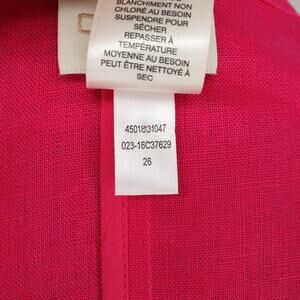 BLANCHIMENT NON
CHLORÉ AU BESOIN
SUSPENDRE POUR
SÉCHER
REPASSER À
TEMPÉRATURE
MOYENNE AU BESOIN
PEUT ÊTRE NETTOYÉ À
SEC
4501831047
023-16C37629
26